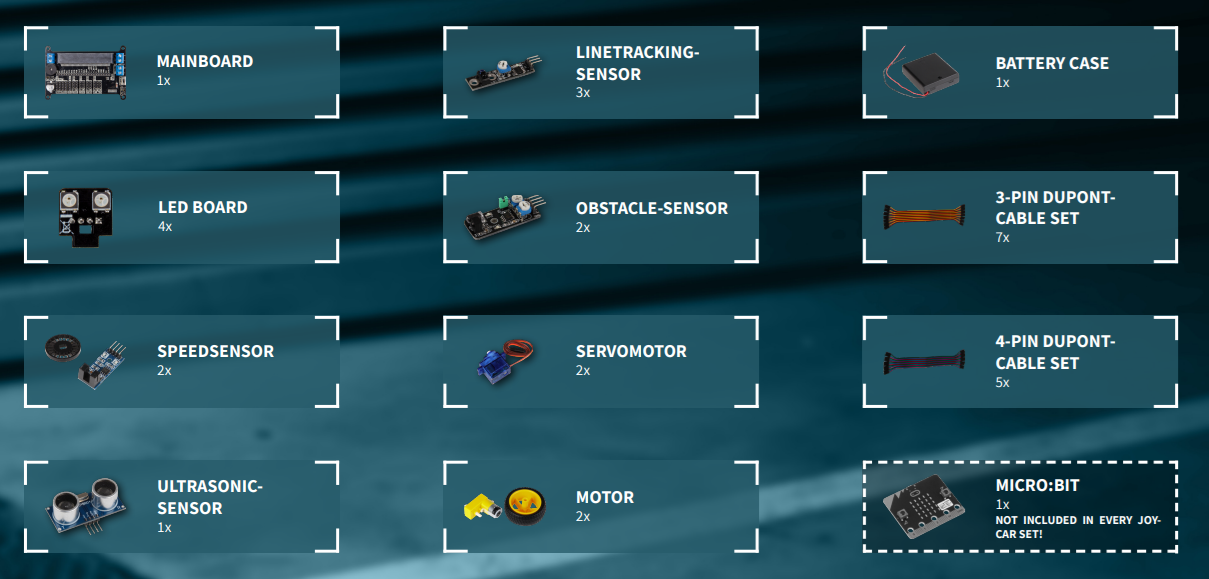 MAINBOARD
1x
LINETRACKING-
SENSOR
3x
BATTERY CASE
1x
LED BOARD
4x
OBSTACLE-SENSOR
2x
3-PIN DUPONT-
CABLE SET
7x
SPEEDSENSOR
2x
SERVOMOTOR
2x
4-PIN DUPONT-
CABLE SET
5x
ULTRASONIC-
SENSOR
1x
MOTOR
2x
MICRO:BIT
1x
NOT INCLUDED IN EVERY JOY-
CAR SET!